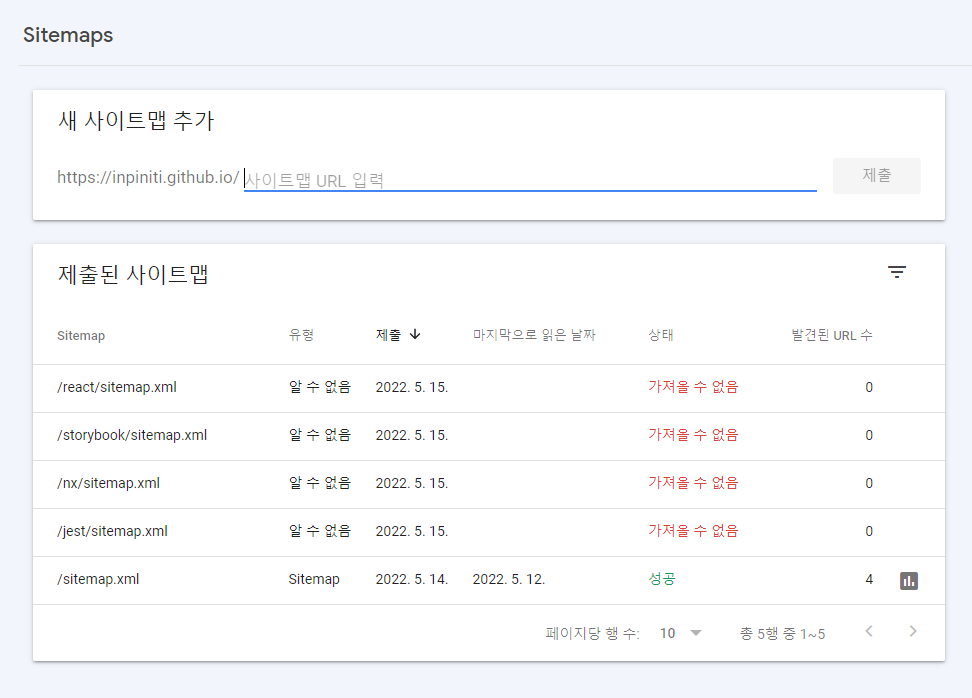 Sitemaps
새 사이트맵 추가
https://inpiniti.github.io/ 사이트맵 URL 입력 제출
제출된 사이트맵
Sitemap 유형 제출 마지막으로 읽은 날짜 상태 발견된 URL 수
/react/sitemap.xml 알 수 없음 2022. 5. 15. 가져올 수 없음 0
/storybook/sitemap.xml 알 수 없음 2022. 5. 15. 가져올 수 없음 0
/nx/sitemap.xml 알 수 없음 2022. 5. 15. 가져올 수 없음 0
/jest/sitemap.xml 알 수 없음 2022. 5. 15. 가져올 수 없음 0
/sitemap.xml Sitemap 2022. 5. 14. 2022. 5. 12. 성공 4
페이지당 행 수: 10 총 5행 중 1~5